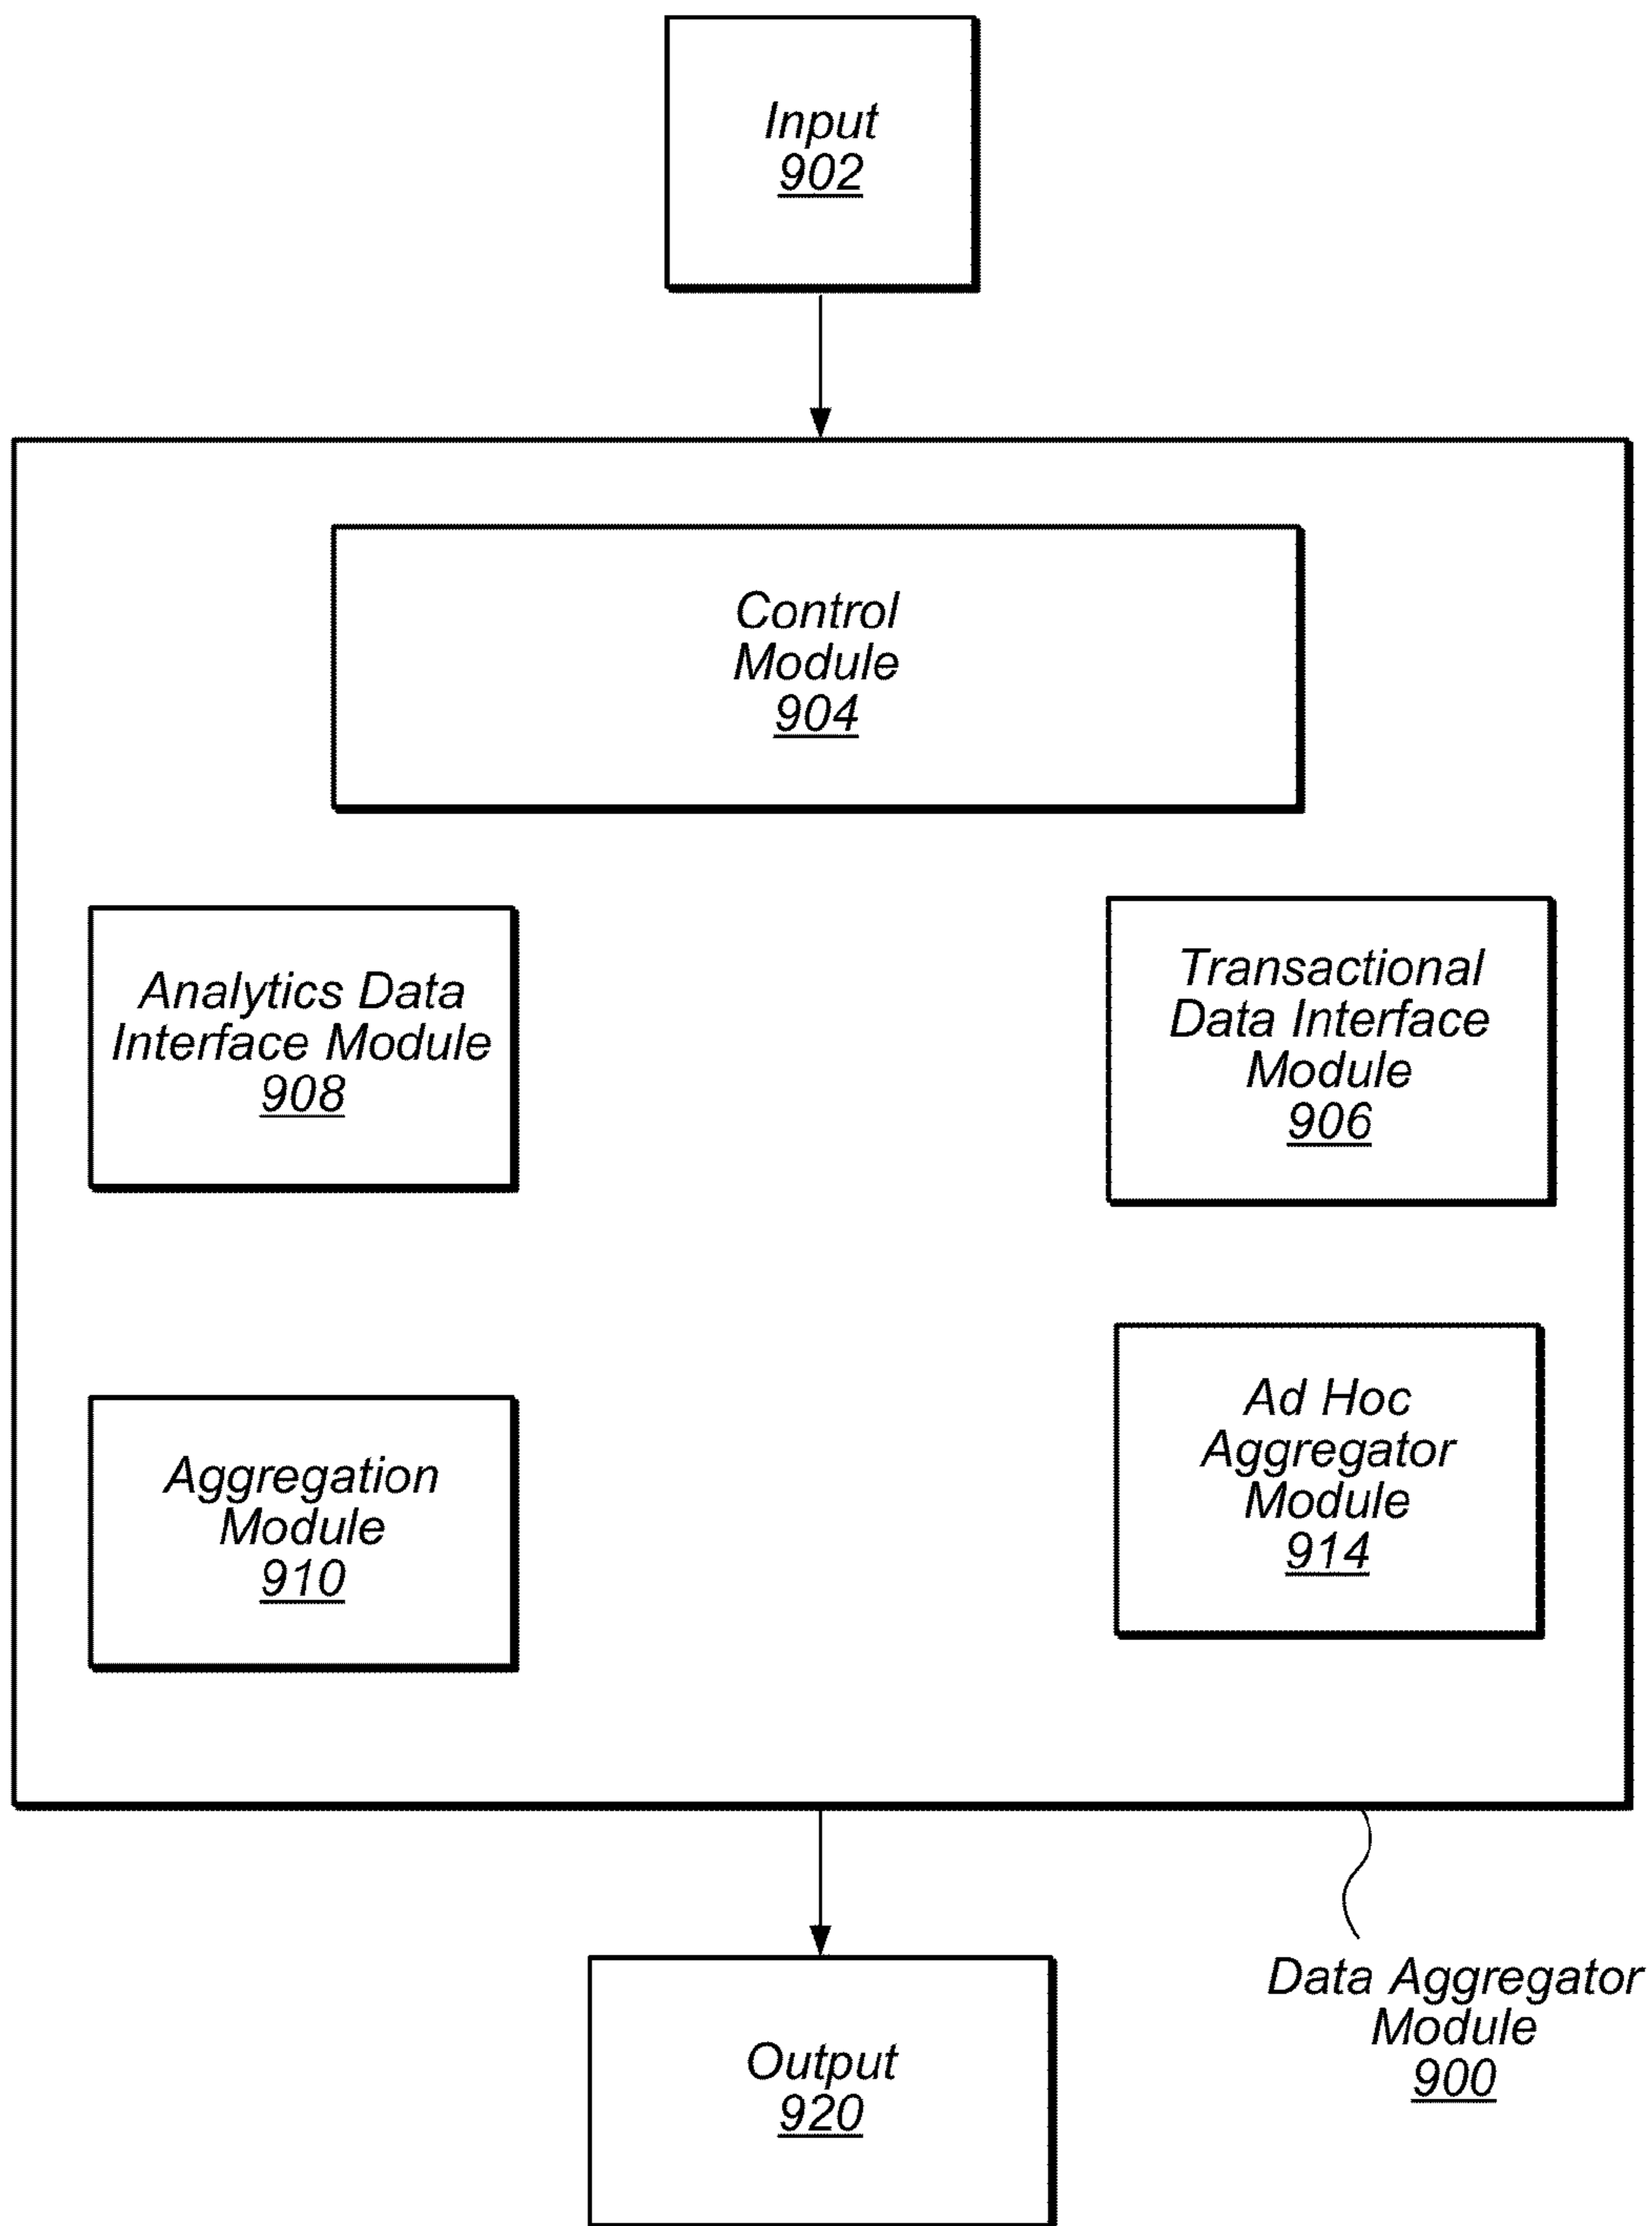 Input
902
Control
Module
904
Analytics Data
Interface Module
908
Transactional
Data Interface
Module
906
Aggregation
Module
910
Ad Hoc
Aggregator
Module
914
Data Aggregator
Module
900
Output
920